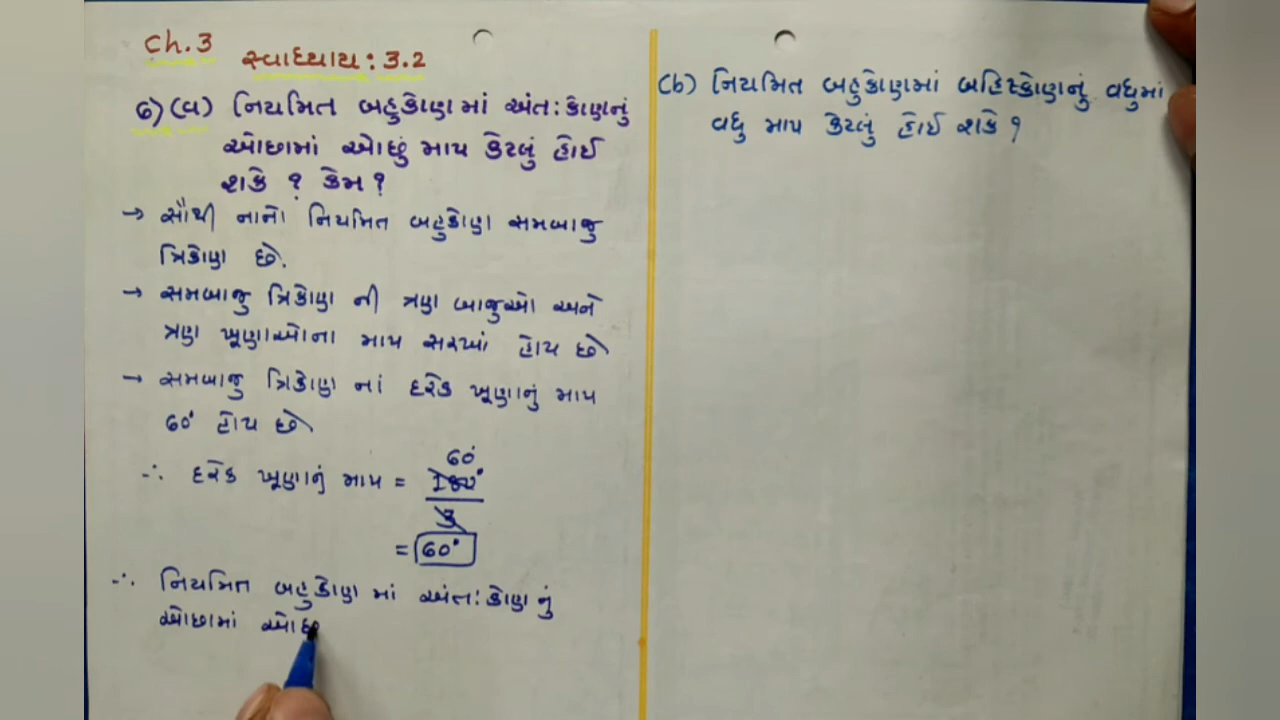 Ch.3
સ્વાધ્યાય: 3.2
6) (a) નિયમિત બહુકોણમાં અંત:કોણનું
ઓછામાં ઓછું માપ કેટલું હોઈ
શકે ? કેમ ?
→ સૌથી નાનો નિયમિત બહુકોણ સમબાજુ
ત્રિકોણ છે.
→ સમબાજુ ત્રિકોણ ની ત્રણ બાજુઓ અને
ત્રણ ખૂણાઓના માપ સરખાં હોય છે
→ સમબાજુ ત્રિકોણ નાં દરેક ખૂણાનું માપ
60° હોય છે
∴ દરેક ખૂણાનું માપ = 180° / 3
60°
= 60°
∴ નિયમિત બહુકોણ માં અંત:કોણ નું
ઓછામાં ઓછ
(b) નિયમિત બહુકોણમાં બહિષ્કોણનું વધુમાં
વધુ માપ કેટલું હોઈ શકે ?